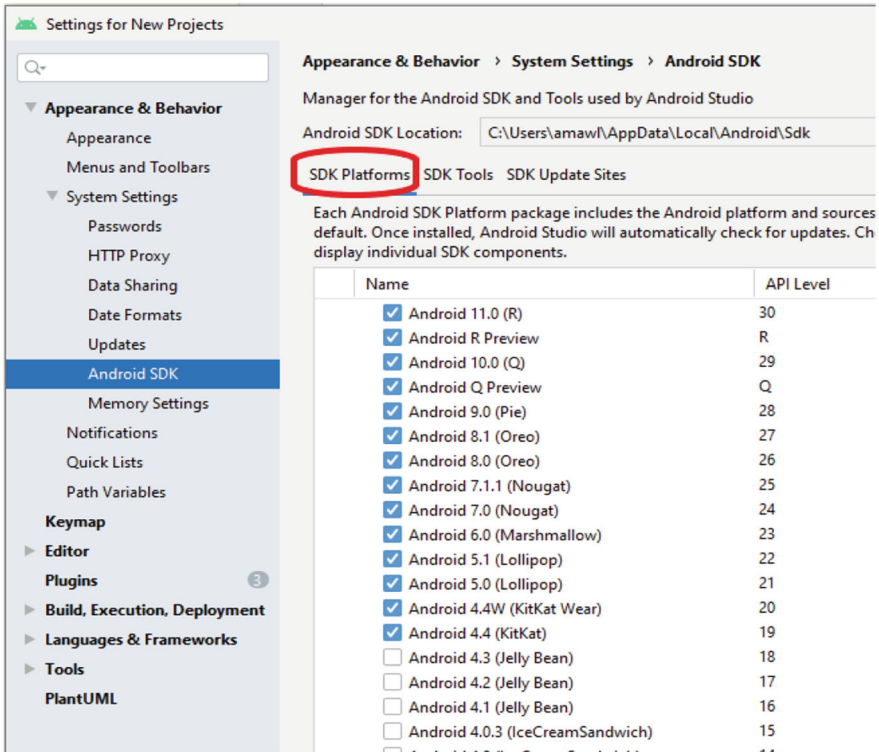 Settings for New Projects
Appearance & Behavior
Appearance
Menus and Toolbars
System Settings
Passwords
HTTP Proxy
Data Sharing
Date Formats
Updates
Android SDK
Memory Settings
Notifications
Quick Lists
Path Variables
Keymap
Editor
Plugins 3
Build, Execution, Deployment
Languages & Frameworks
Tools
PlantUML
Appearance & Behavior › System Settings › Android SDK
Manager for the Android SDK and Tools used by Android Studio
Android SDK Location: C:\Users\amawl\AppData\Local\Android\Sdk
SDK Platforms SDK Tools SDK Update Sites
Each Android SDK Platform package includes the Android platform and sources
default. Once installed, Android Studio will automatically check for updates. Ch
display individual SDK components.
Name API Level
Android 11.0 (R) 30
Android R Preview R
Android 10.0 (Q) 29
Android Q Preview Q
Android 9.0 (Pie) 28
Android 8.1 (Oreo) 27
Android 8.0 (Oreo) 26
Android 7.1.1 (Nougat) 25
Android 7.0 (Nougat) 24
Android 6.0 (Marshmallow) 23
Android 5.1 (Lollipop) 22
Android 5.0 (Lollipop) 21
Android 4.4W (KitKat Wear) 20
Android 4.4 (KitKat) 19
Android 4.3 (Jelly Bean) 18
Android 4.2 (Jelly Bean) 17
Android 4.1 (Jelly Bean) 16
Android 4.0.3 (IceCreamSandwich) 15